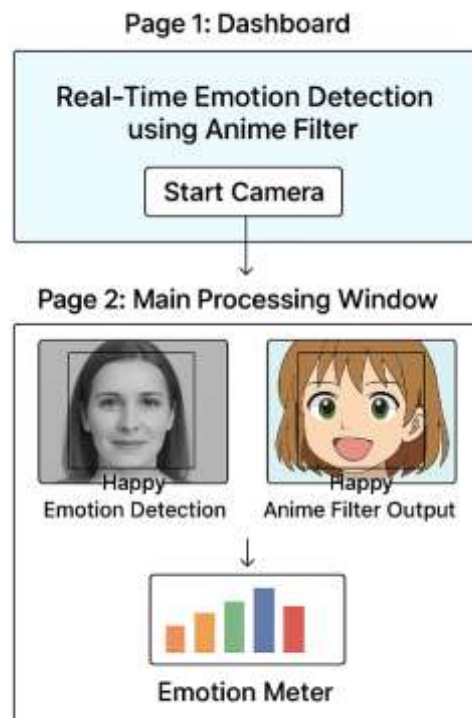 Page 1: Dashboard
Real-Time Emotion Detection
using Anime Filter
Start Camera
Page 2: Main Processing Window
Happy
Emotion Detection
Happy
Anime Filter Output
Emotion Meter